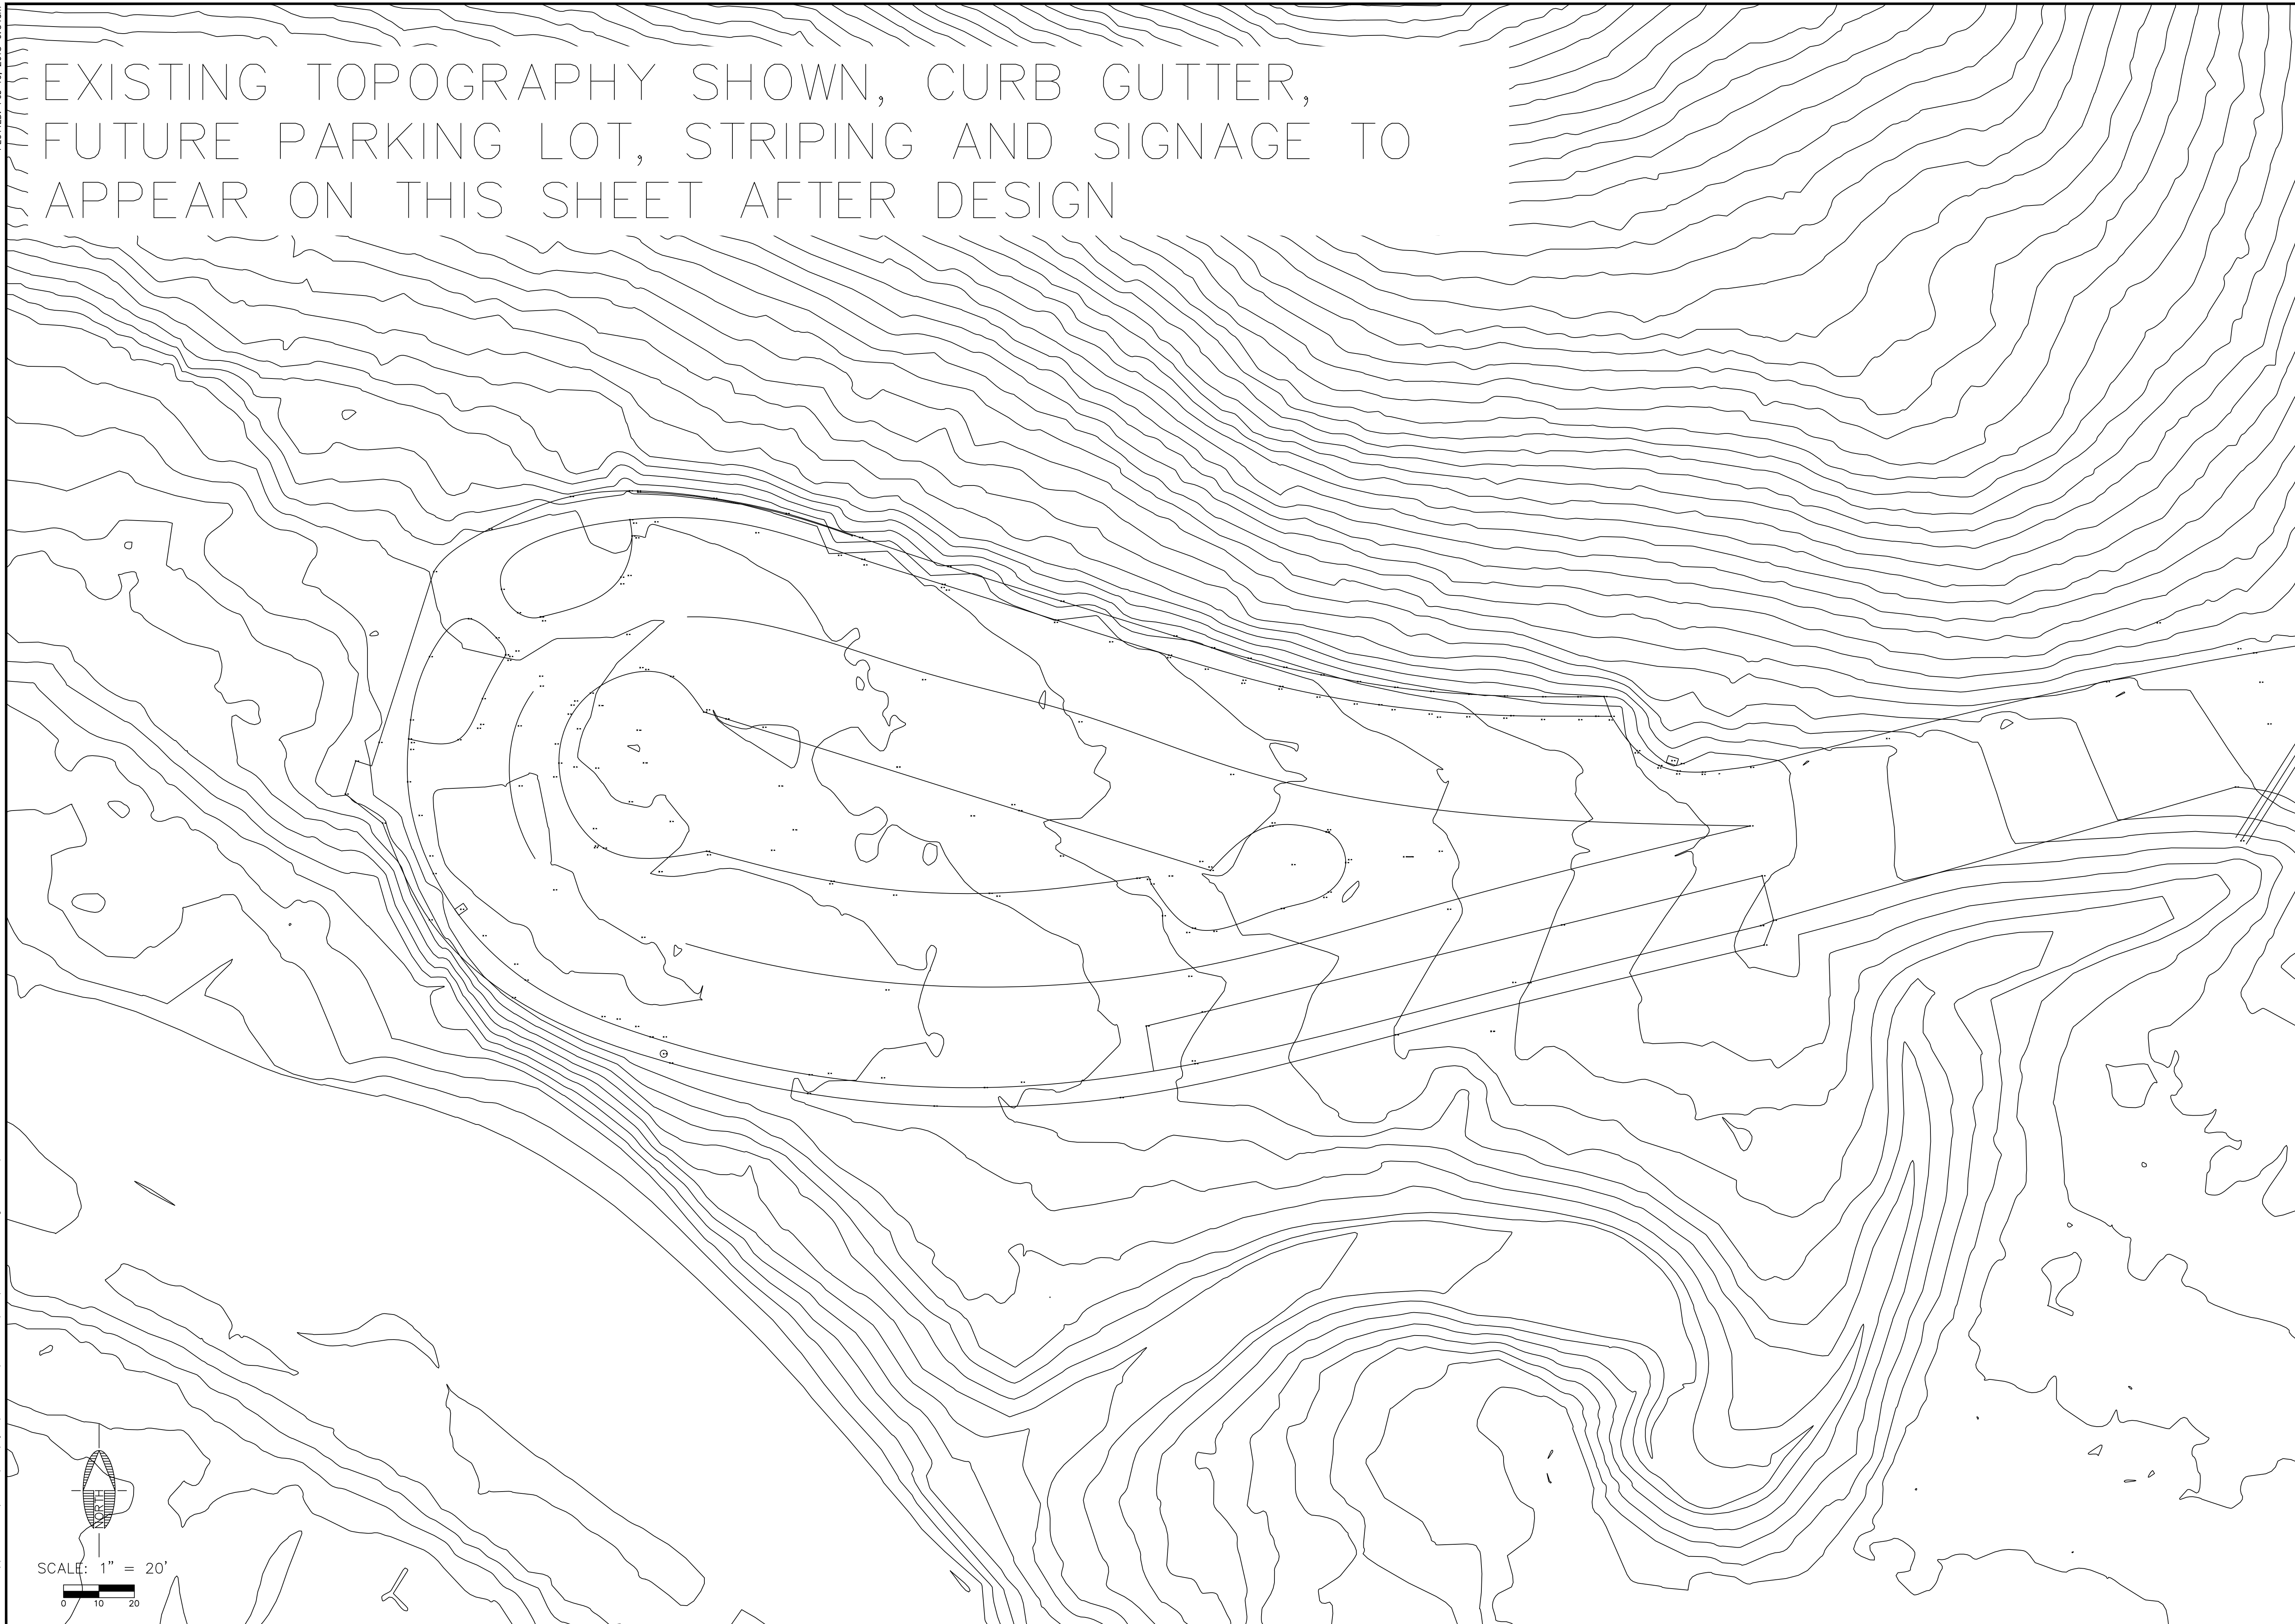 EXISTING TOPOGRAPHY SHOWN, CURB GUTTER,
FUTURE PARKING LOT, STRIPING AND SIGNAGE TO
APPEAR ON THIS SHEET AFTER DESIGN
NORTH
SCALE: 1" = 20'
0 10 20